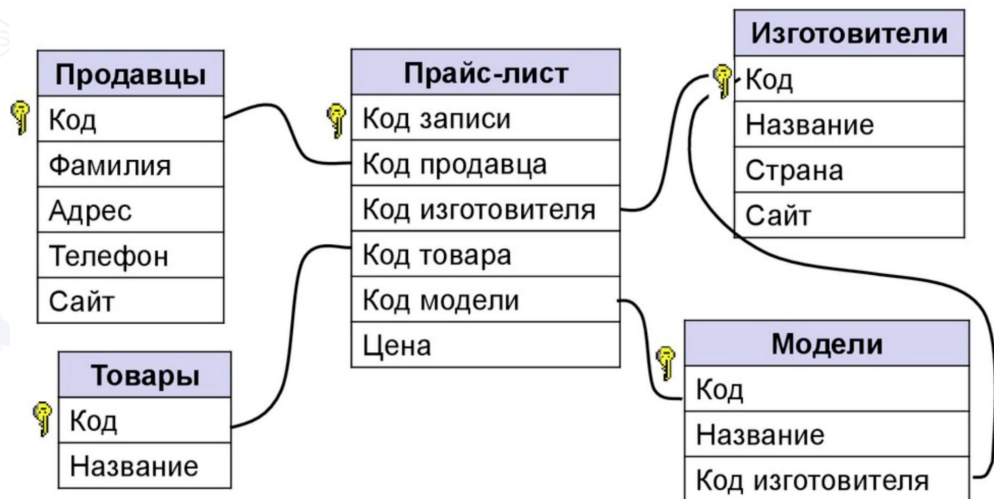 Продавцы
Код
Фамилия
Адрес
Телефон
Сайт
Товары
Код
Название
Прайс-лист
Код записи
Код продавца
Код изготовителя
Код товара
Код модели
Цена
Изготовители
Код
Название
Страна
Сайт
Модели
Код
Название
Код изготовителя